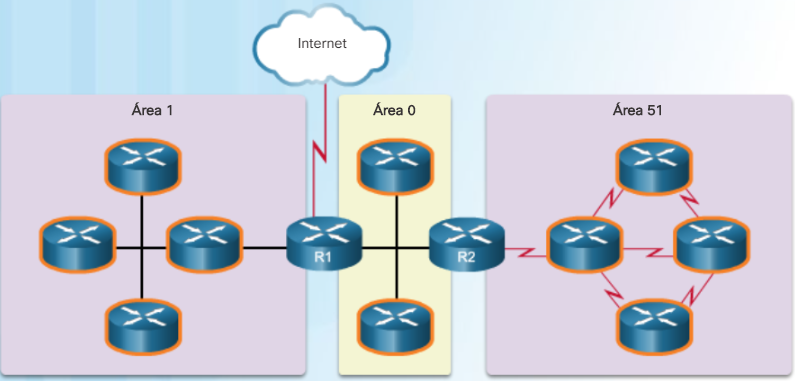 Internet
Área 1
Área 0
Área 51
R1
R2